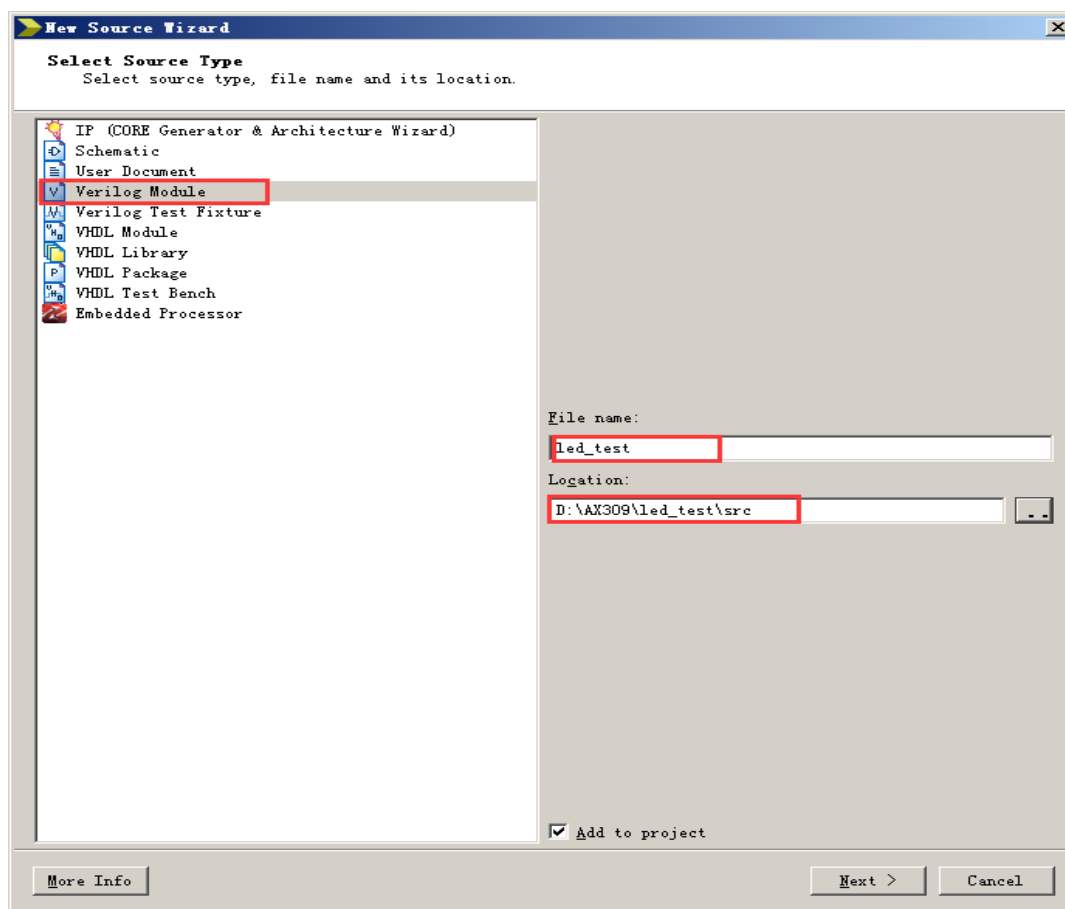 New Source Wizard
Select Source Type
Select source type, file name and its location.
IP (CORE Generator & Architecture Wizard)
Schematic
User Document
Verilog Module
Verilog Test Fixture
VHDL Module
VHDL Library
VHDL Package
VHDL Test Bench
Embedded Processor
File name:
led_test
Location:
D:\AX309\led_test\src
..
Add to project
More Info
Next >
Cancel